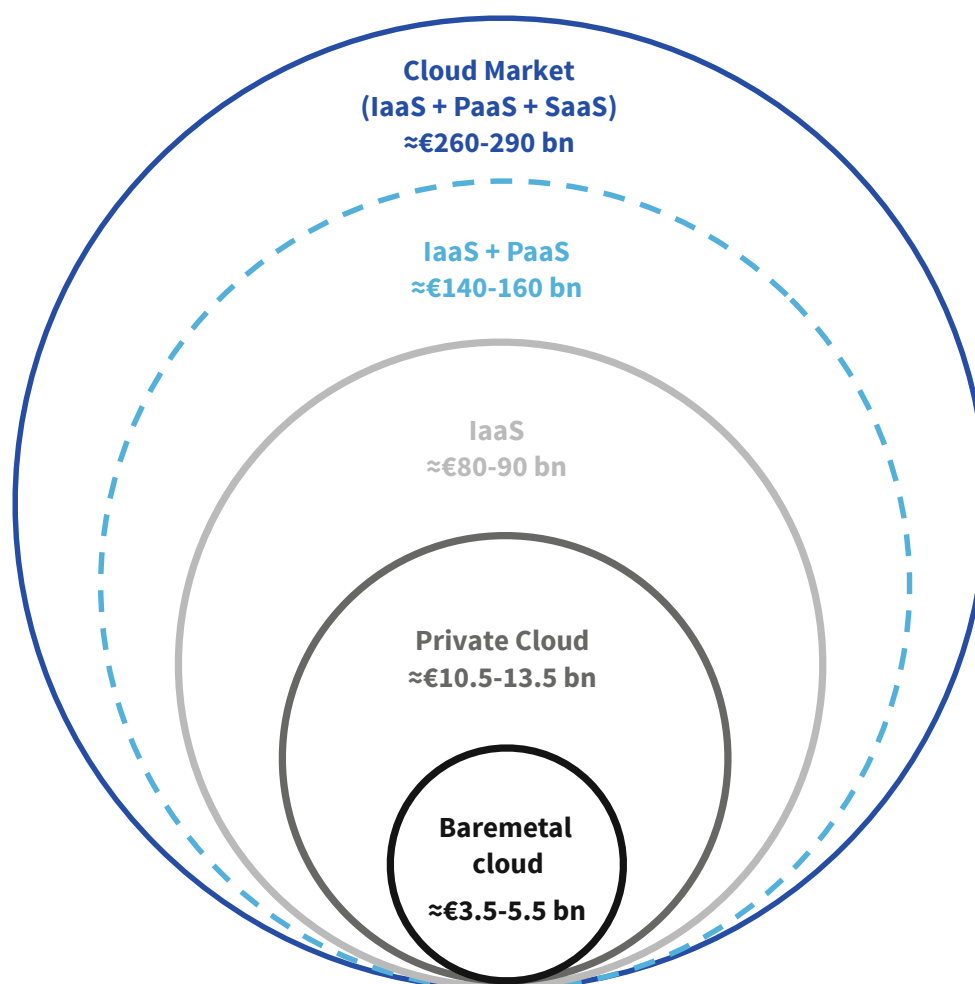 Cloud Market
(IaaS + PaaS + SaaS)
≈€260-290 bn
IaaS + PaaS
≈€140-160 bn
IaaS
≈€80-90 bn
Private Cloud
≈€10.5-13.5 bn
Baremetal
cloud
≈€3.5-5.5 bn